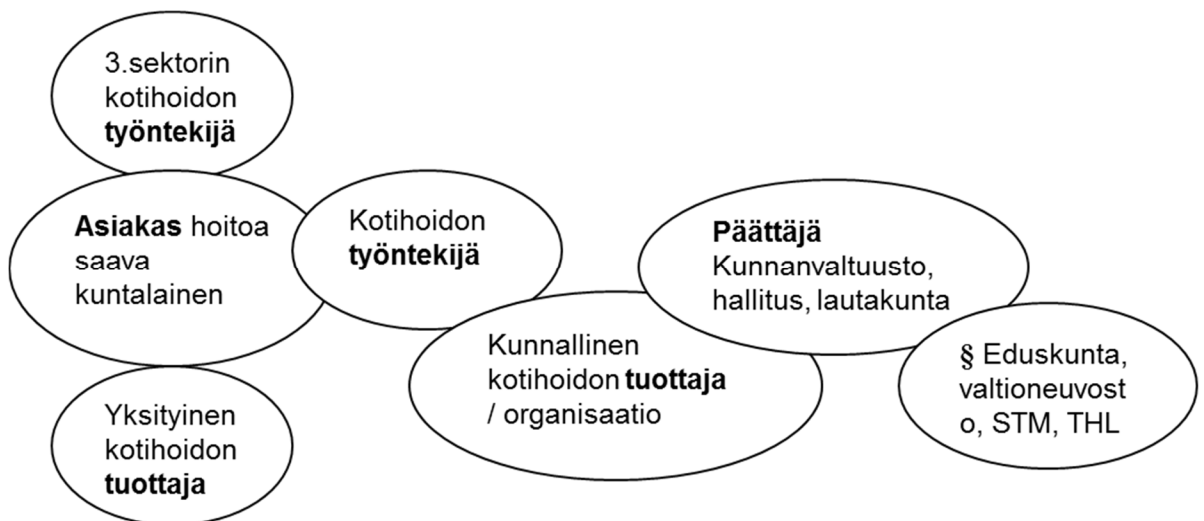 3.sektorin
kotihoidon
työntekijä
Asiakas hoitoa
saava
kuntalainen
Yksityinen
kotihoidon
tuottaja
Kotihoidon
työntekijä
Kunnallinen
kotihoidon tuottaja
/ organisaatio
Päättäjä
Kunnanvaltuusto,
hallitus, lautakunta
§ Eduskunta,
valtioneuvost
o, STM, THL